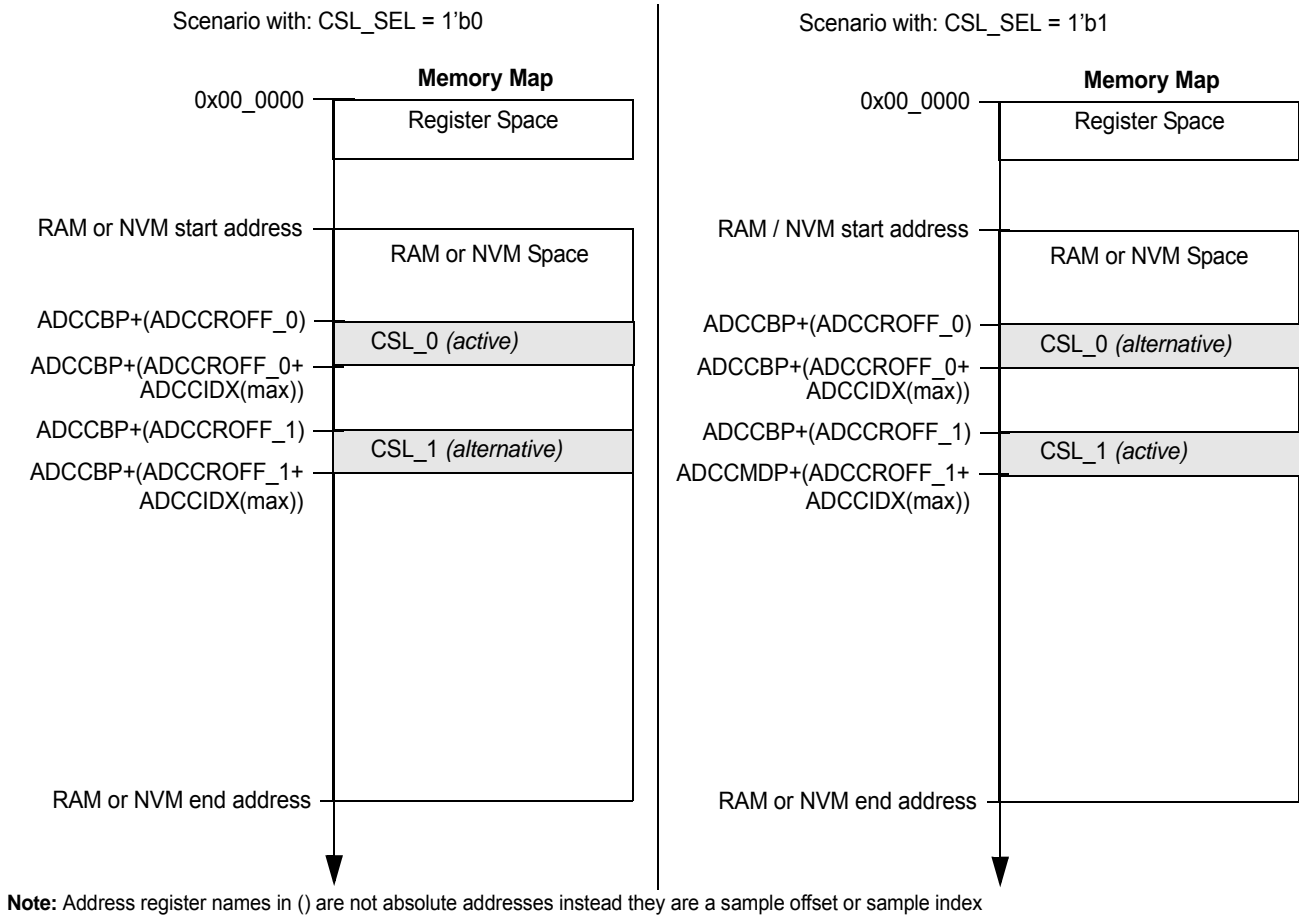 Scenario with: CSL_SEL = 1'b0
Memory Map
0x00_0000
Register Space
RAM or NVM start address
RAM or NVM Space
ADCCBP+(ADCCROFF_0)
CSL_0 (active)
ADCCBP+(ADCCROFF_0+
ADCCIDX(max))
ADCCBP+(ADCCROFF_1)
CSL_1 (alternative)
ADCCBP+(ADCCROFF_1+
ADCCIDX(max))
RAM or NVM end address
Scenario with: CSL_SEL = 1'b1
Memory Map
0x00_0000
Register Space
RAM / NVM start address
RAM or NVM Space
ADCCBP+(ADCCROFF_0)
CSL_0 (alternative)
ADCCBP+(ADCCROFF_0+
ADCCIDX(max))
ADCCBP+(ADCCROFF_1)
CSL_1 (active)
ADCCMDP+(ADCCROFF_1+
ADCCIDX(max))
RAM or NVM end address
Note: Address register names in () are not absolute addresses instead they are a sample offset or sample index